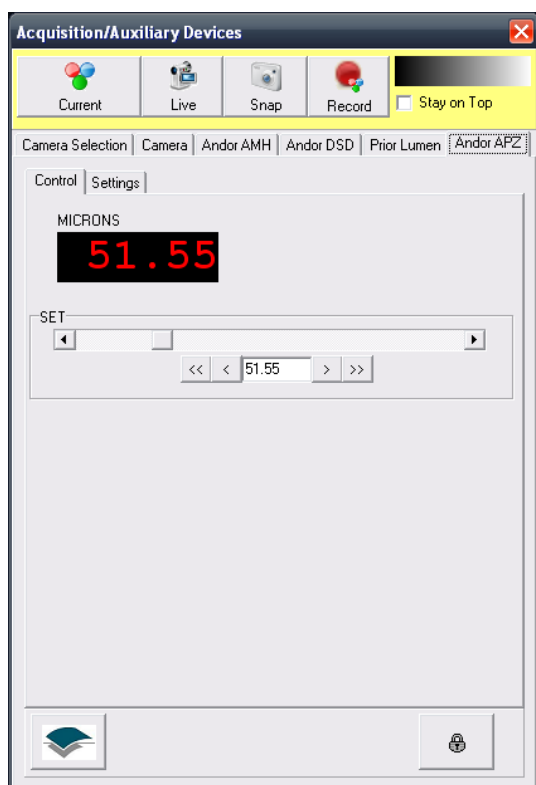 Acquisition/Auxiliary Devices
Current Live Snap Record Stay on Top
Camera Selection Camera Andor AMH Andor DSD Prior Lumen Andor APZ
Control Settings
MICRONS
51.55
SET
<< < 51.55 > >>